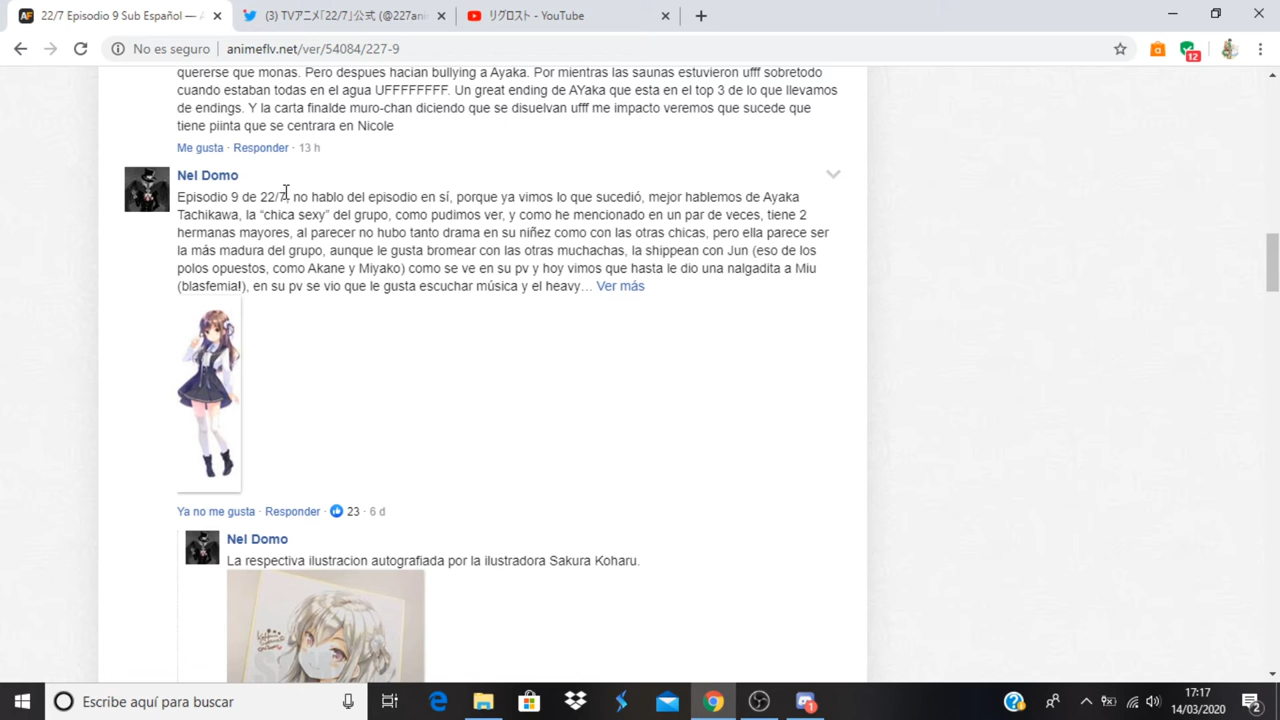 22/7 Episodio 9 Sub Español —
(3) TVアニメ「22/7」公式 (@227ani
リグロスト - YouTube
No es seguro
animeflv.net/ver/54084/227-9
12
quererse que monas. Pero despues hacian bullying a Ayaka. Por mientras las saunas estuvieron ufff sobretodo
cuando estaban todas en el agua UFFFFFFFF. Un great ending de AYaka que esta en el top 3 de lo que llevamos
de endings. Y la carta finalde muro-chan diciendo que se disuelvan ufff me impacto veremos que sucede que
tiene piinta que se centrara en Nicole
Me gusta · Responder · 13 h
Nel Domo
Episodio 9 de 22/7, no hablo del episodio en sí, porque ya vimos lo que sucedió, mejor hablemos de Ayaka
Tachikawa, la “chica sexy” del grupo, como pudimos ver, y como he mencionado en un par de veces, tiene 2
hermanas mayores, al parecer no hubo tanto drama en su niñez como con las otras chicas, pero ella parece ser
la más madura del grupo, aunque le gusta bromear con las otras muchachas, la shippean con Jun (eso de los
polos opuestos, como Akane y Miyako) como se ve en su pv y hoy vimos que hasta le dio una nalgadita a Miu
(blasfemia!), en su pv se vio que le gusta escuchar música y el heavy… Ver más
Ya no me gusta · Responder · 23 · 6 d
Nel Domo
La respectiva ilustracion autografiada por la ilustradora Sakura Koharu.
Escribe aquí para buscar
17:17
14/03/2020
2